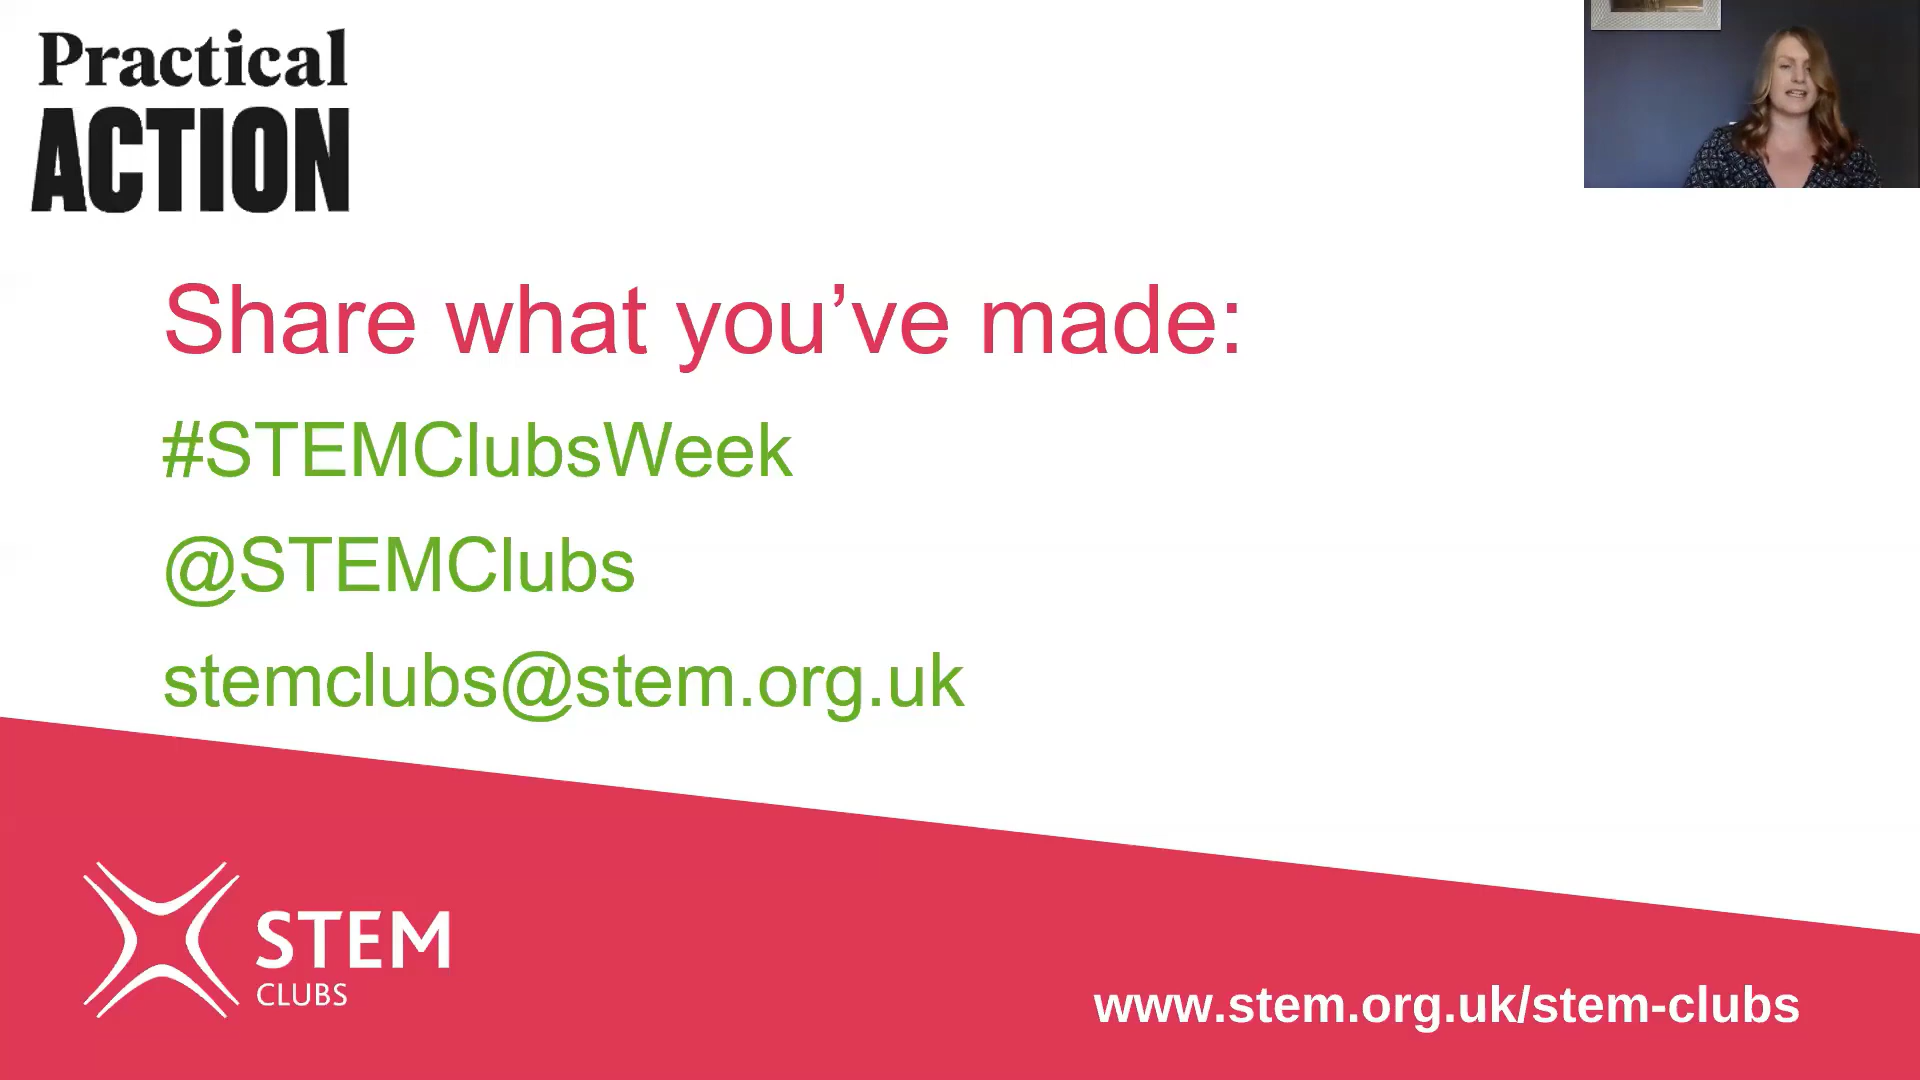 Practical
ACTION
Share what you’ve made:
#STEMClubsWeek
@STEMClubs
stemclubs@stem.org.uk
STEM
CLUBS
www.stem.org.uk/stem-clubs